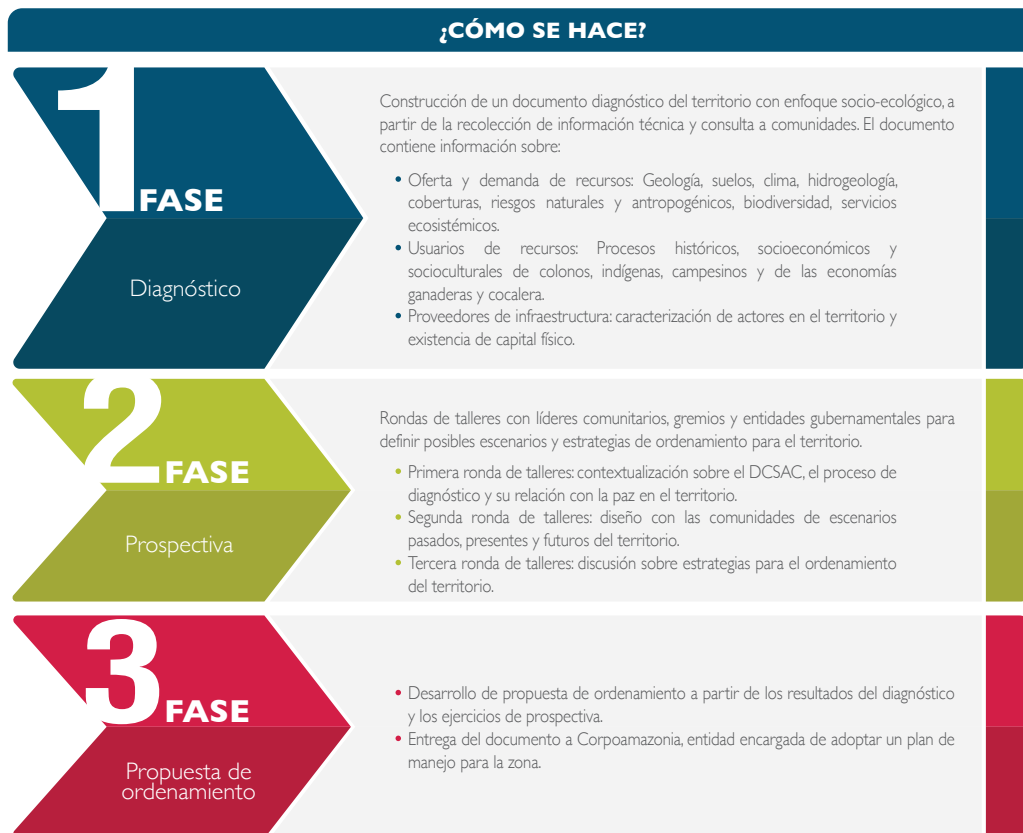 ¿CÓMO SE HACE?
1
FASE
Diagnóstico
Construcción de un documento diagnóstico del territorio con enfoque socio-ecológico, a
partir de la recolección de información técnica y consulta a comunidades. El documento
contiene información sobre:
• Oferta y demanda de recursos: Geología, suelos, clima, hidrogeología,
coberturas, riesgos naturales y antropogénicos, biodiversidad, servicios
ecosistémicos.
• Usuarios de recursos: Procesos históricos, socioeconómicos y
socioculturales de colonos, indígenas, campesinos y de las economías
ganaderas y cocalera.
• Proveedores de infraestructura: caracterización de actores en el territorio y
existencia de capital físico.
2
FASE
Prospectiva
Rondas de talleres con líderes comunitarios, gremios y entidades gubernamentales para
definir posibles escenarios y estrategias de ordenamiento para el territorio.
• Primera ronda de talleres: contextualización sobre el DCSAC, el proceso de
diagnóstico y su relación con la paz en el territorio.
• Segunda ronda de talleres: diseño con las comunidades de escenarios
pasados, presentes y futuros del territorio.
• Tercera ronda de talleres: discusión sobre estrategias para el ordenamiento
del territorio.
3
FASE
Propuesta de
ordenamiento
• Desarrollo de propuesta de ordenamiento a partir de los resultados del diagnóstico
y los ejercicios de prospectiva.
• Entrega del documento a Corpoamazonia, entidad encargada de adoptar un plan de
manejo para la zona.